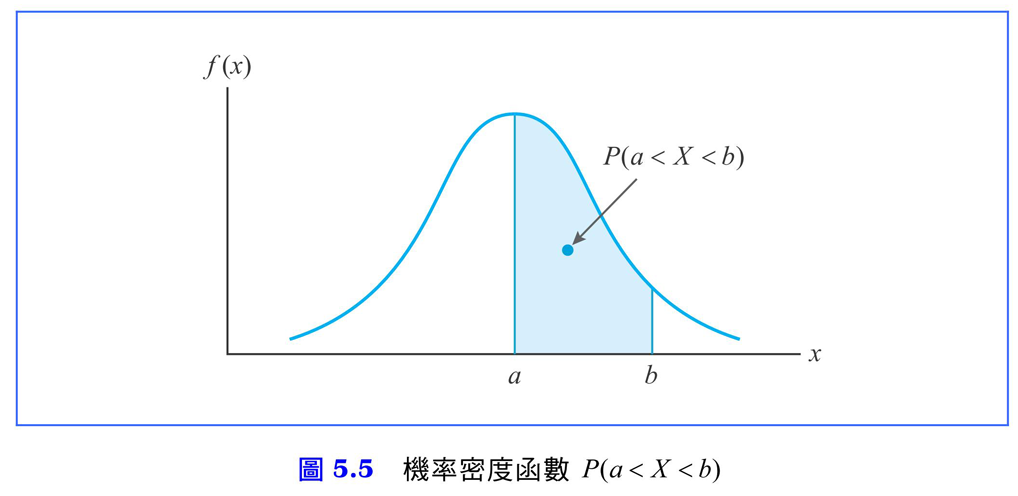 f(x)
P(a < X < b)
x
a
b
圖 5.5 機率密度函數 P(a < X < b)